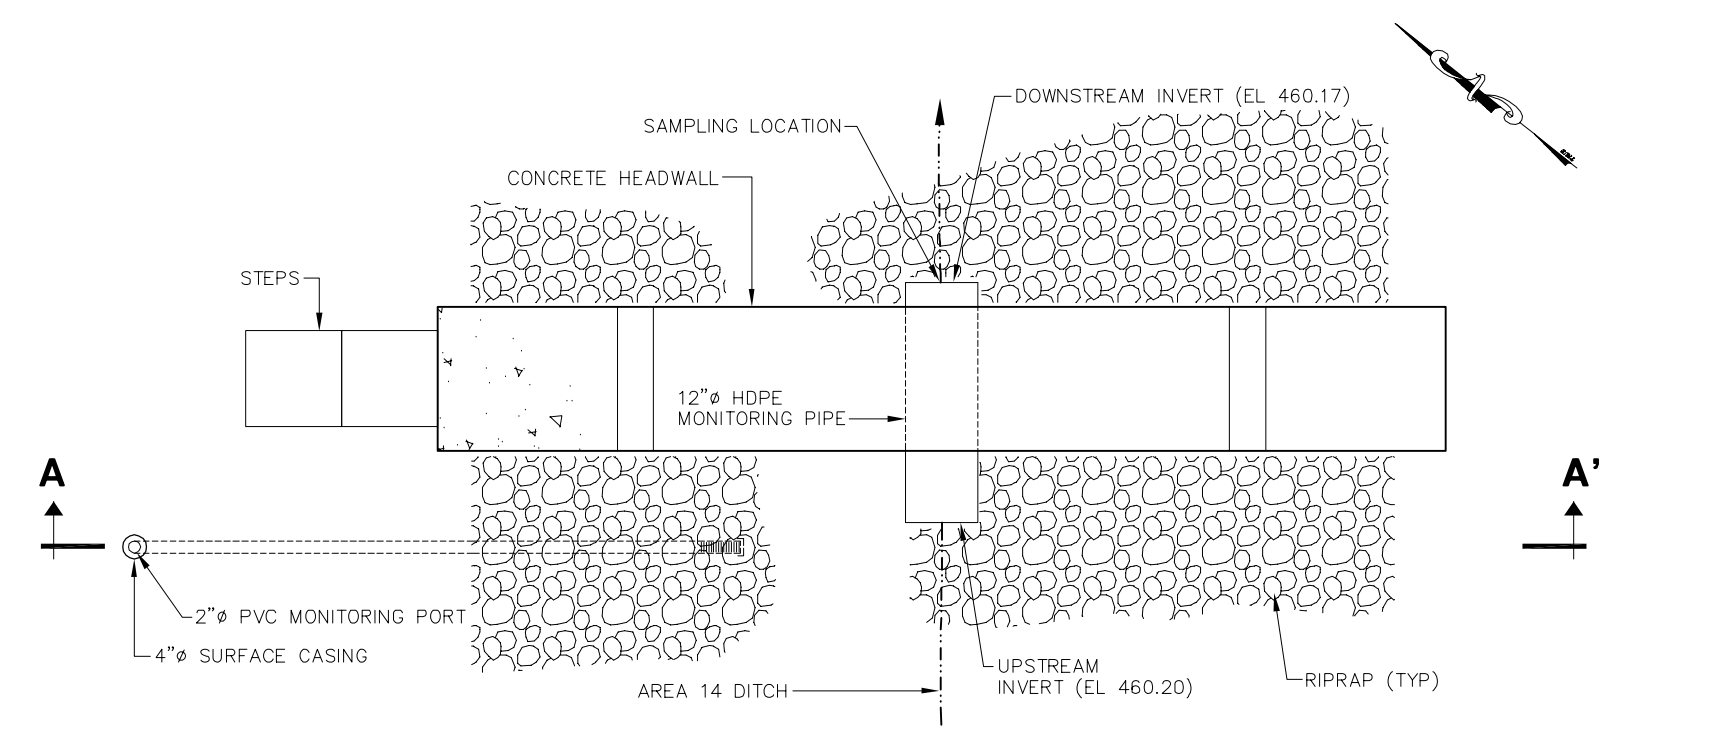 DOWNSTREAM INVERT (EL 460.17)
SAMPLING LOCATION
CONCRETE HEADWALL
STEPS
12"ø HDPE
MONITORING PIPE
A
A'
2"ø PVC MONITORING PORT
4"ø SURFACE CASING
UPSTREAM
INVERT (EL 460.20)
AREA 14 DITCH
RIPRAP (TYP)